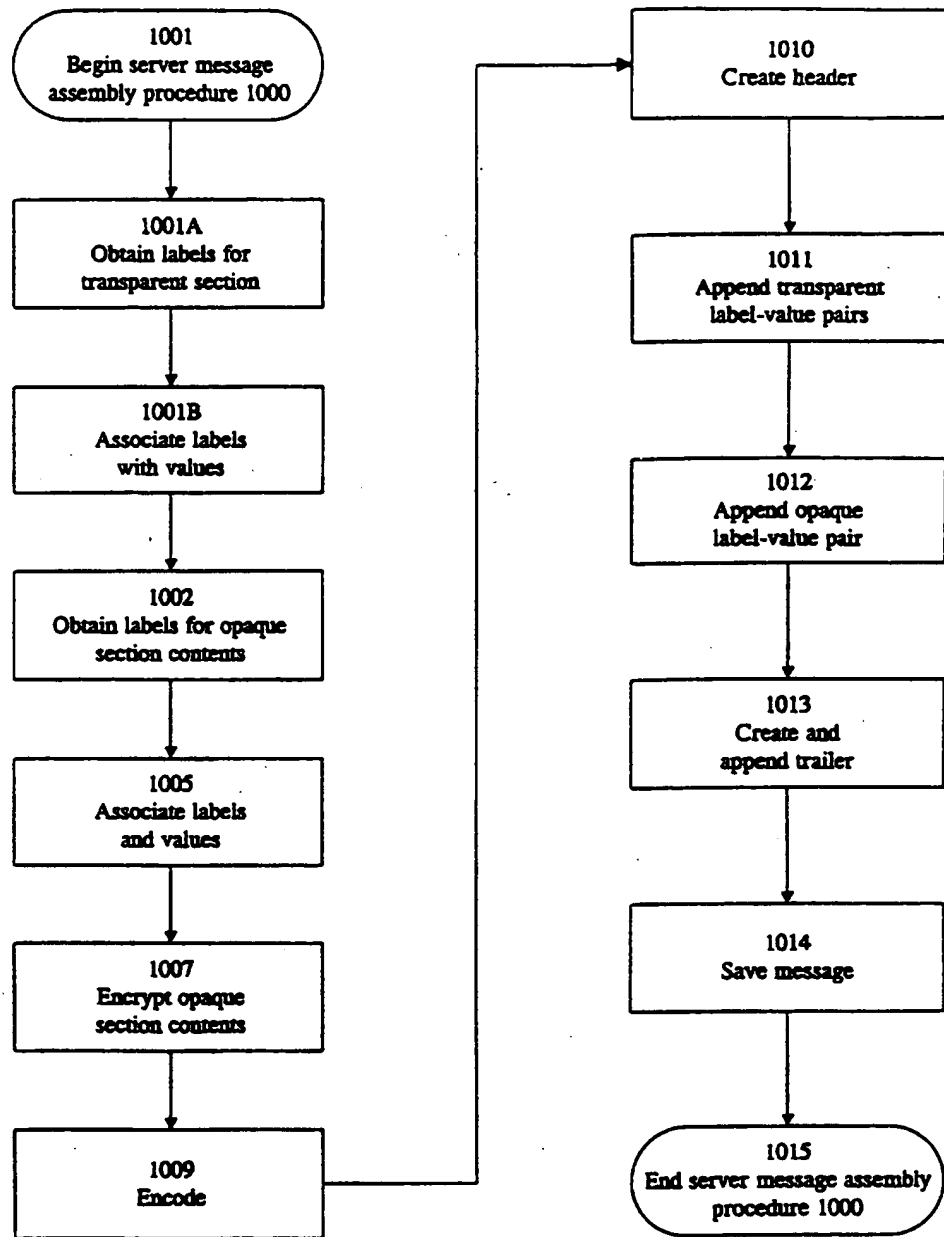 1001
Begin server message
assembly procedure 1000
1001A
Obtain labels for
transparent section
1001B
Associate labels
with values
1002
Obtain labels for opaque
section contents
1005
Associate labels
and values
1007
Encrypt opaque
section contents
1009
Encode
1010
Create header
1011
Append transparent
label-value pairs
1012
Append opaque
label-value pair
1013
Create and
append trailer
1014
Save message
1015
End server message assembly
procedure 1000